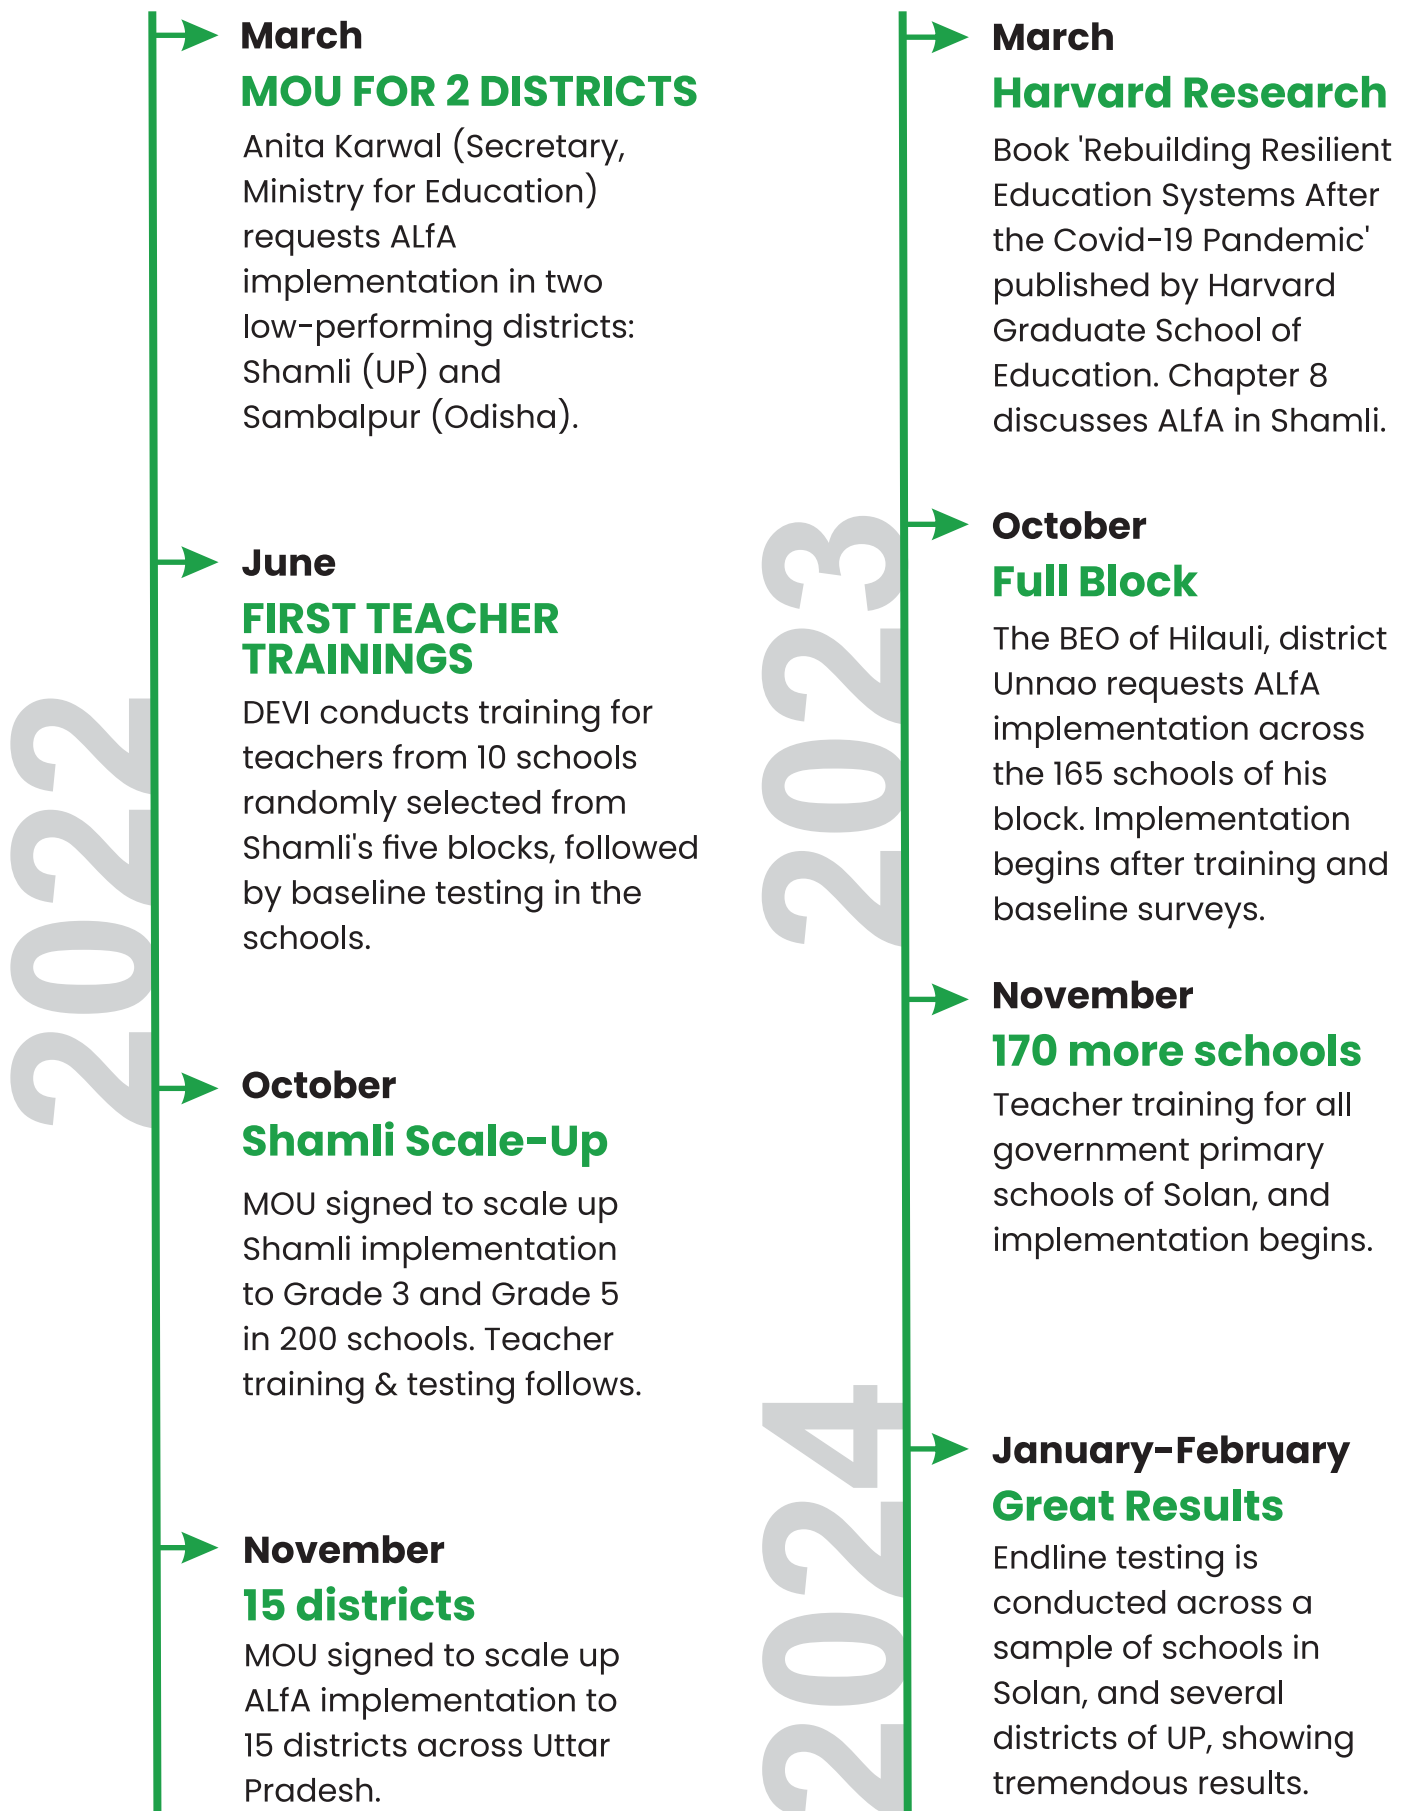 2022
March
MOU FOR 2 DISTRICTS
Anita Karwal (Secretary,
Ministry for Education)
requests ALfA
implementation in two
low-performing districts:
Shamli (UP) and
Sambalpur (Odisha).
June
FIRST TEACHER
TRAININGS
DEVI conducts training for
teachers from 10 schools
randomly selected from
Shamli's five blocks, followed
by baseline testing in the
schools.
October
Shamli Scale-Up
MOU signed to scale up
Shamli implementation
to Grade 3 and Grade 5
in 200 schools. Teacher
training & testing follows.
November
15 districts
MOU signed to scale up
ALfA implementation to
15 districts across Uttar
Pradesh.
2023
March
Harvard Research
Book 'Rebuilding Resilient
Education Systems After
the Covid-19 Pandemic'
published by Harvard
Graduate School of
Education. Chapter 8
discusses ALfA in Shamli.
October
Full Block
The BEO of Hilauli, district
Unnao requests ALfA
implementation across
the 165 schools of his
block. Implementation
begins after training and
baseline surveys.
November
170 more schools
Teacher training for all
government primary
schools of Solan, and
implementation begins.
2024
January-February
Great Results
Endline testing is
conducted across a
sample of schools in
Solan, and several
districts of UP, showing
tremendous results.